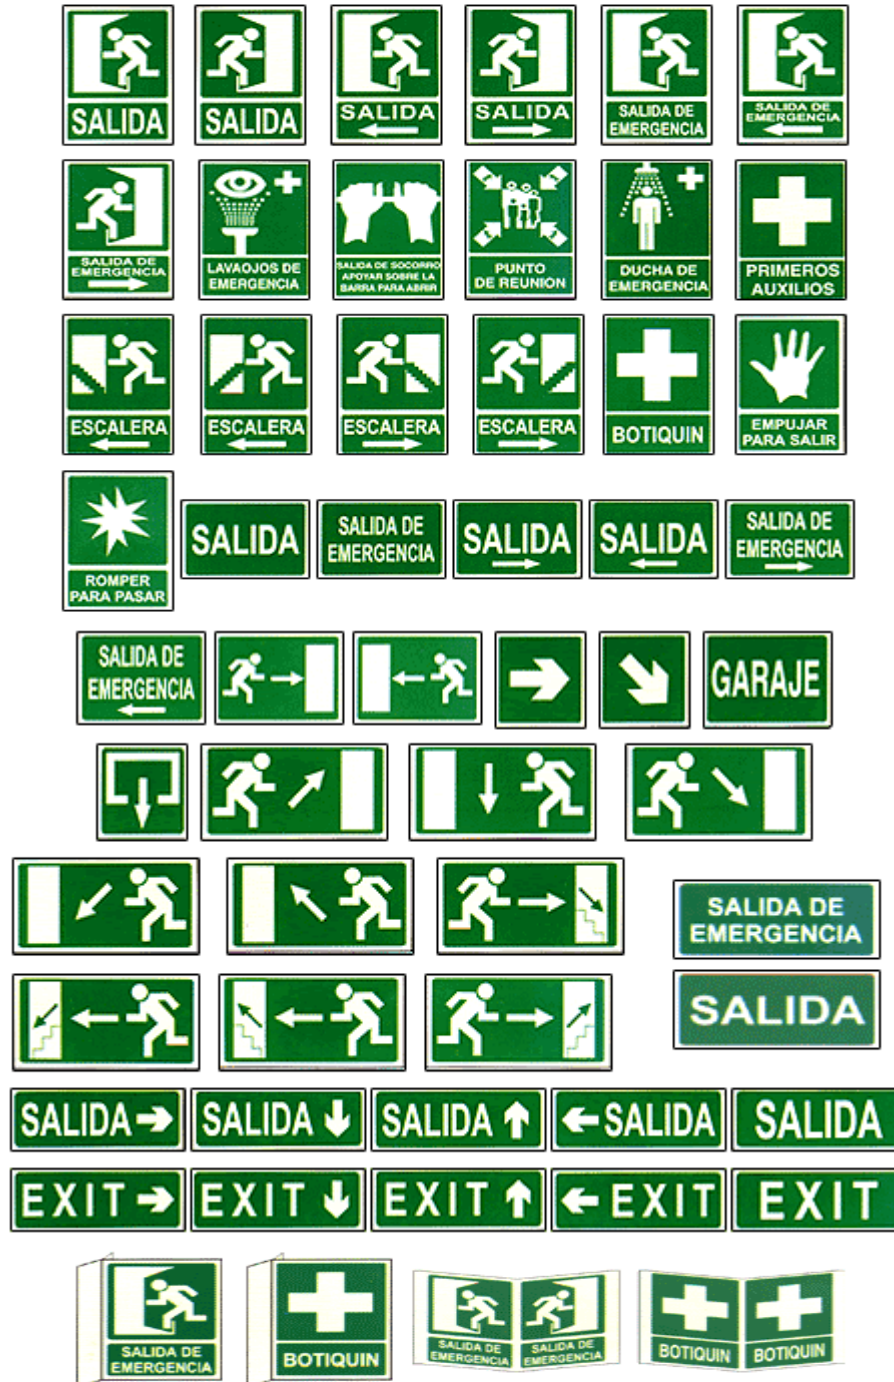 SALIDA
SALIDA
SALIDA
SALIDA
SALIDA DE
EMERGENCIA
SALIDA DE
EMERGENCIA
SALIDA DE
EMERGENCIA
LAVAOJOS DE
EMERGENCIA
SALIDA DE SOCORRO
APOYAR SOBRE LA
BARRA PARA ABRIR
PUNTO
DE REUNION
DUCHA DE
EMERGENCIA
PRIMEROS
AUXILIOS
ESCALERA
ESCALERA
ESCALERA
ESCALERA
BOTIQUIN
EMPUJAR
PARA SALIR
ROMPER
PARA PASAR
SALIDA
SALIDA DE
EMERGENCIA
SALIDA
SALIDA
SALIDA DE
EMERGENCIA
SALIDA DE
EMERGENCIA
GARAJE
SALIDA DE
EMERGENCIA
SALIDA
SALIDA
SALIDA
SALIDA
SALIDA
SALIDA
EXIT
EXIT
EXIT
EXIT
EXIT
SALIDA DE
EMERGENCIA
BOTIQUIN
SALIDA DE
EMERGENCIA
SALIDA DE
EMERGENCIA
BOTIQUIN
BOTIQUIN